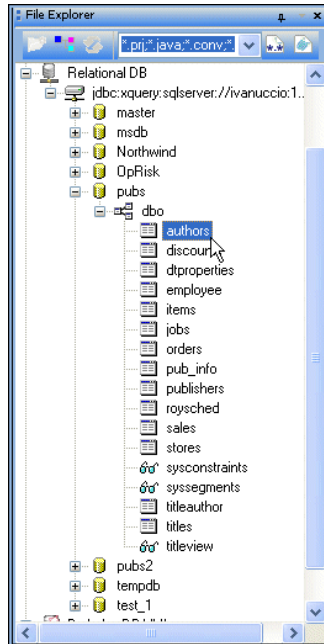 File Explorer
*.prj;*.java;*.conv;*.
Relational DB
jdbc:xquery:sqlserver://ivanuccio:1..
master
msdb
Northwind
OpRisk
pubs
dbo
authors
discoun
dtproperties
employee
items
jobs
orders
pub_info
publishers
roysched
sales
stores
sysconstraints
syssegments
titleauthor
titles
titleview
pubs2
tempdb
test_1